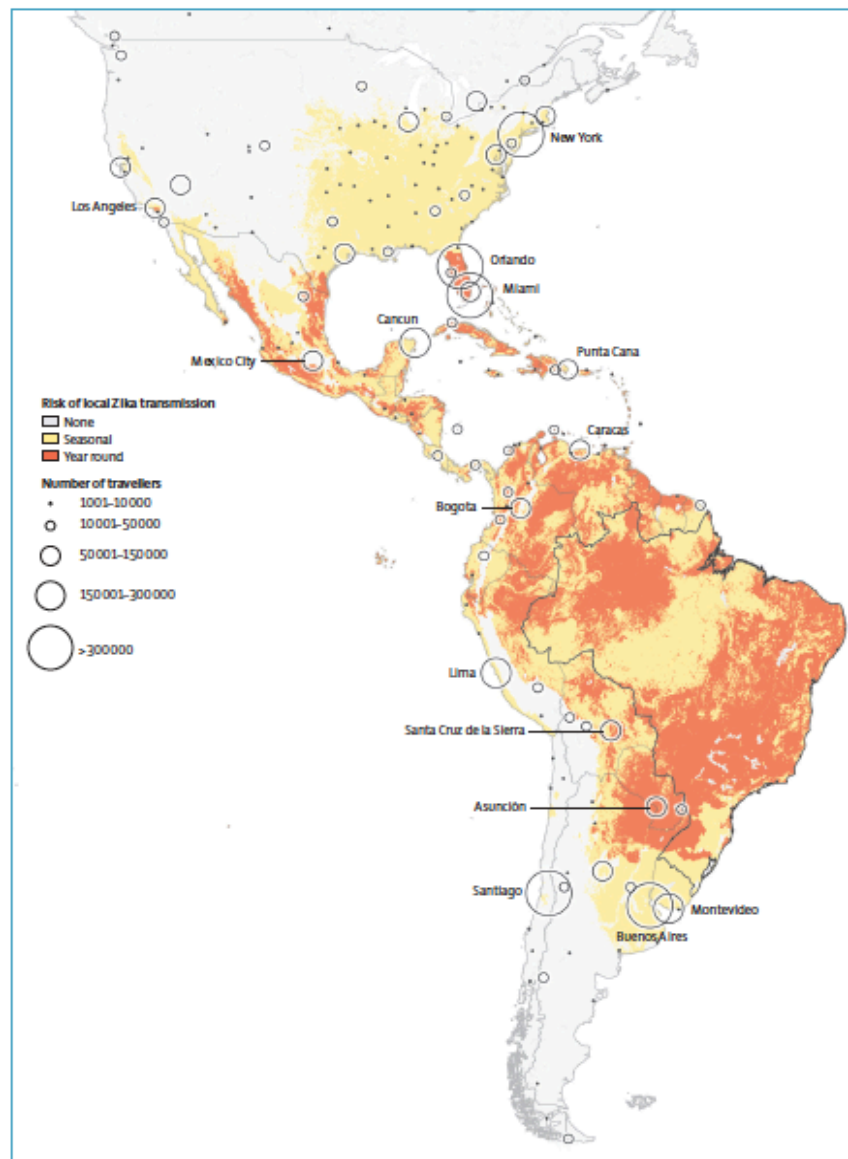 New York
Los Angeles
Orlando
Miami
Cancun
Mexico City
Punta Cana
Risk of local Zika transmission
None
Seasonal
Year round
Caracas
Number of travellers
1001–10000
10001–50000
50001–150000
150001–300000
>300000
Bogota
Lima
Santa Cruz de la Sierra
Asunción
Santiago
Montevideo
Buenos Aires